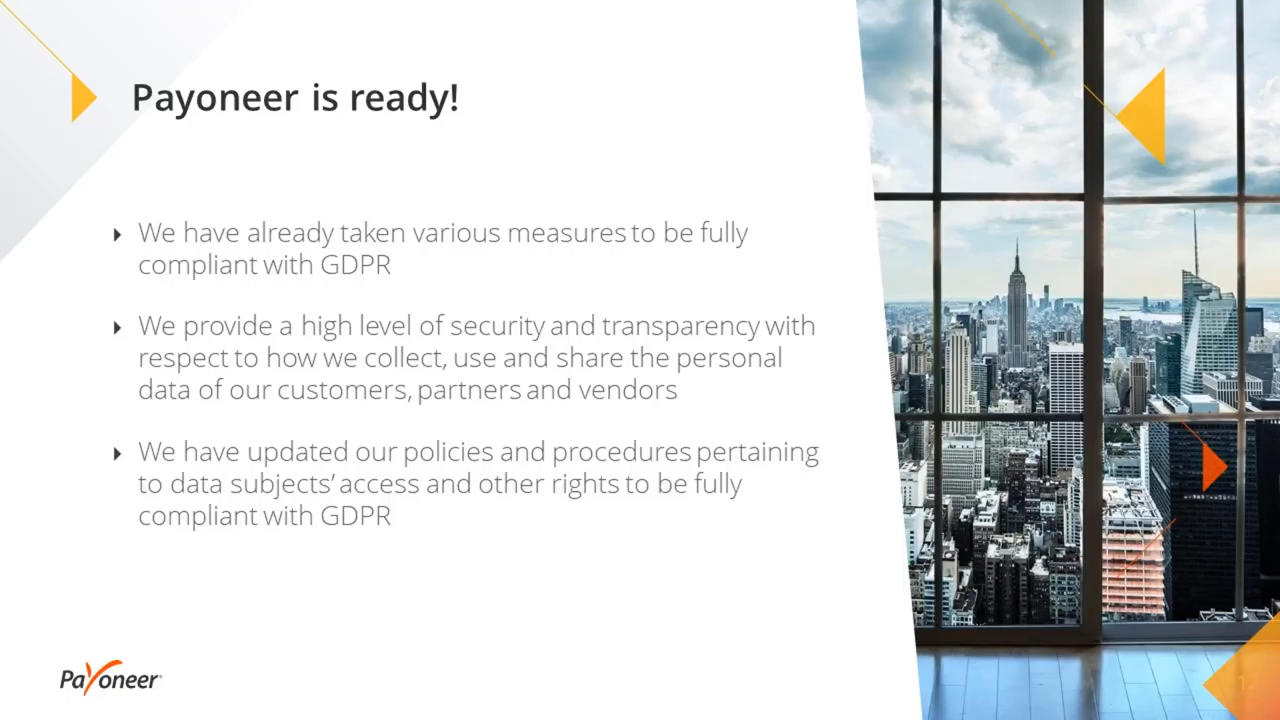 Payoneer is ready!
We have already taken various measures to be fully
compliant with GDPR
We provide a high level of security and transparency with
respect to how we collect, use and share the personal
data of our customers, partners and vendors
We have updated our policies and procedures pertaining
to data subjects’ access and other rights to be fully
compliant with GDPR
Payoneer